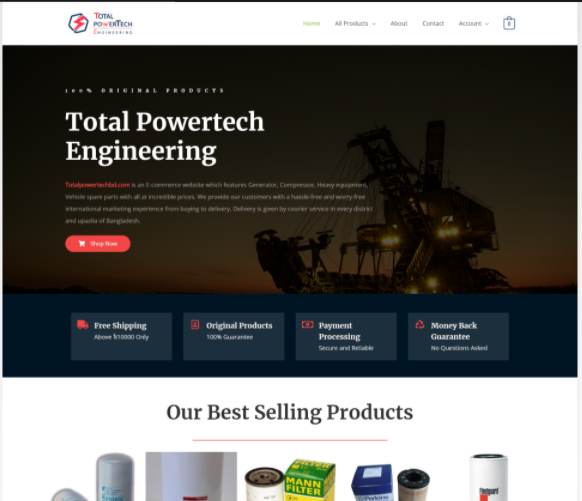 TOTAL
POWERTECH
ENGINEERING
Home
All Products
About
Contact
Account
0
100% ORIGINAL PRODUCTS
Total Powertech
Engineering
Totalpowertechbd.com is an E-commerce website which features Generator, Compressor, Heavy equipment,
Vehicle spare parts with all at incredible prices. We provide our customers with a hassle-free and worry-free
international marketing experience from buying to delivery. Delivery is given by courier service in every district
and upazila of Bangladesh.
Shop Now
Free Shipping
Above ৳10000 Only
Original Products
100% Guarantee
Payment
Processing
Secure and Reliable
Money Back
Guarantee
No Questions Asked
Our Best Selling Products
MANN
FILTER
Perkins
Fleetguard